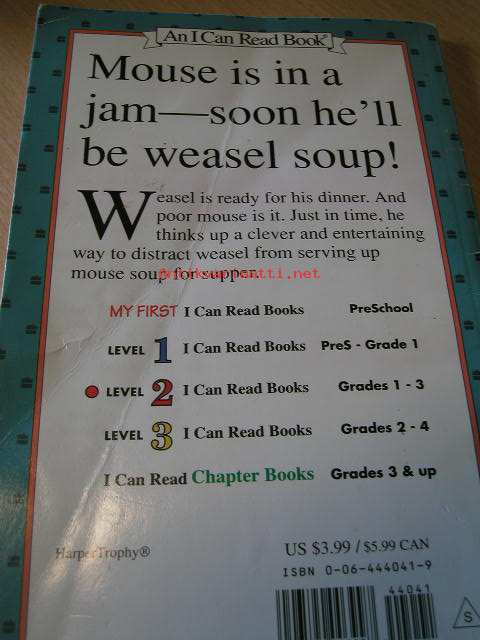 An I Can Read Book®
Mouse is in a
jam—soon he'll
be weasel soup!
Weasel is ready for his dinner. And
poor mouse is it. Just in time, he
thinks up a clever and entertaining
way to distract weasel from serving up
mouse soup for supper.
MY FIRST I Can Read Books PreSchool
LEVEL 1 I Can Read Books PreS - Grade 1
LEVEL 2 I Can Read Books Grades 1 - 3
LEVEL 3 I Can Read Books Grades 2 - 4
I Can Read Chapter Books Grades 3 & up
HarperTrophy®
US $3.99 / $5.99 CAN
ISBN 0-06-444041-9
44041
S